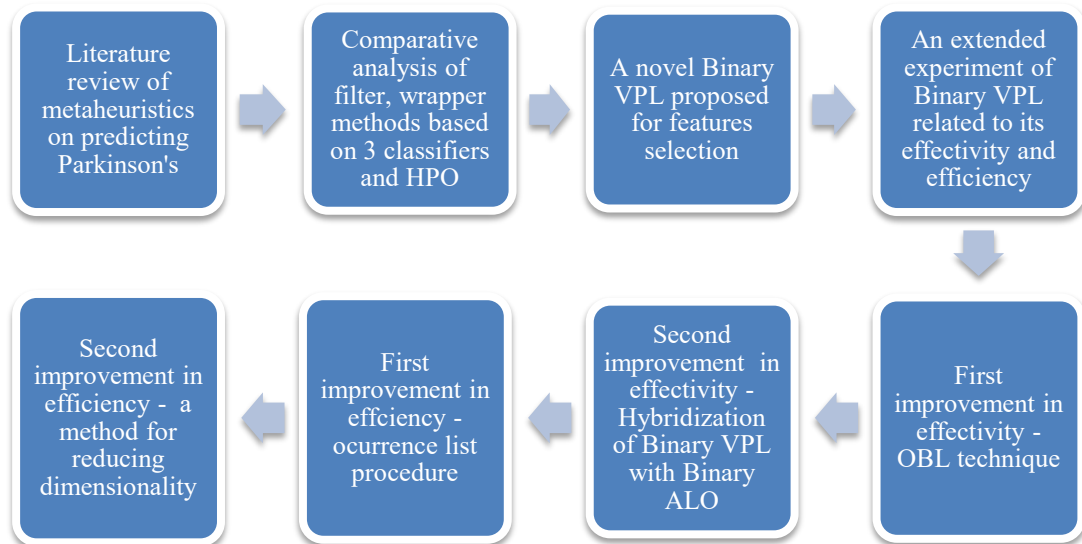 Literature
review of
metaheuristics
on predicting
Parkinson's
Comparative
analysis of
filter, wrapper
methods based
on 3 classifiers
and HPO
A novel Binary
VPL proposed
for features
selection
An extended
experiment of
Binary VPL
related to its
effectivity and
efficiency
First
improvement in
effectivity -
OBL technique
Second
improvement in
effectivity -
Hybridization
of Binary VPL
with Binary
ALO
First
improvement in
effciency -
ocurrence list
procedure
Second
improvement in
efficiency - a
method for
reducing
dimensionality